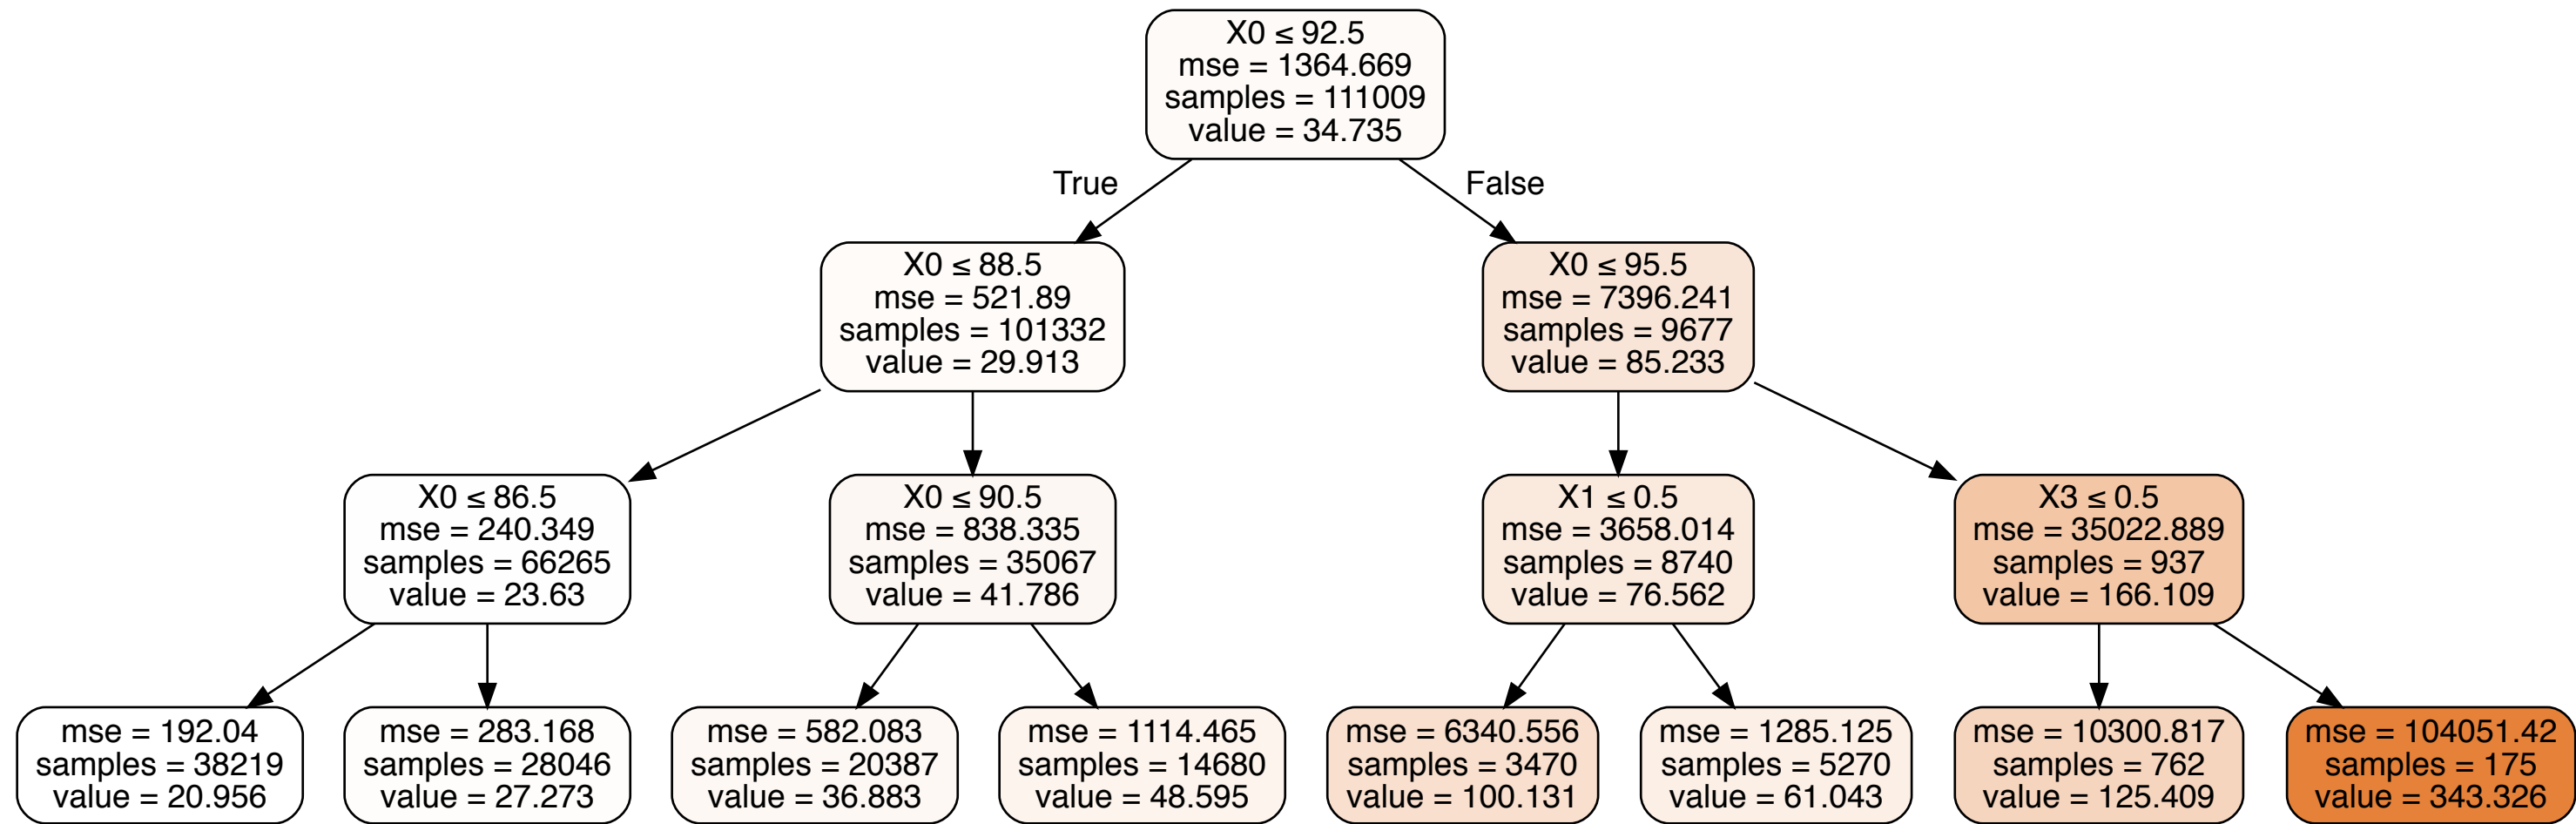 X0 ≤ 92.5
mse = 1364.669
samples = 111009
value = 34.735
True
False
X0 ≤ 88.5
mse = 521.89
samples = 101332
value = 29.913
X0 ≤ 95.5
mse = 7396.241
samples = 9677
value = 85.233
X0 ≤ 86.5
mse = 240.349
samples = 66265
value = 23.63
X0 ≤ 90.5
mse = 838.335
samples = 35067
value = 41.786
X1 ≤ 0.5
mse = 3658.014
samples = 8740
value = 76.562
X3 ≤ 0.5
mse = 35022.889
samples = 937
value = 166.109
mse = 192.04
samples = 38219
value = 20.956
mse = 283.168
samples = 28046
value = 27.273
mse = 582.083
samples = 20387
value = 36.883
mse = 1114.465
samples = 14680
value = 48.595
mse = 6340.556
samples = 3470
value = 100.131
mse = 1285.125
samples = 5270
value = 61.043
mse = 10300.817
samples = 762
value = 125.409
mse = 104051.42
samples = 175
value = 343.326